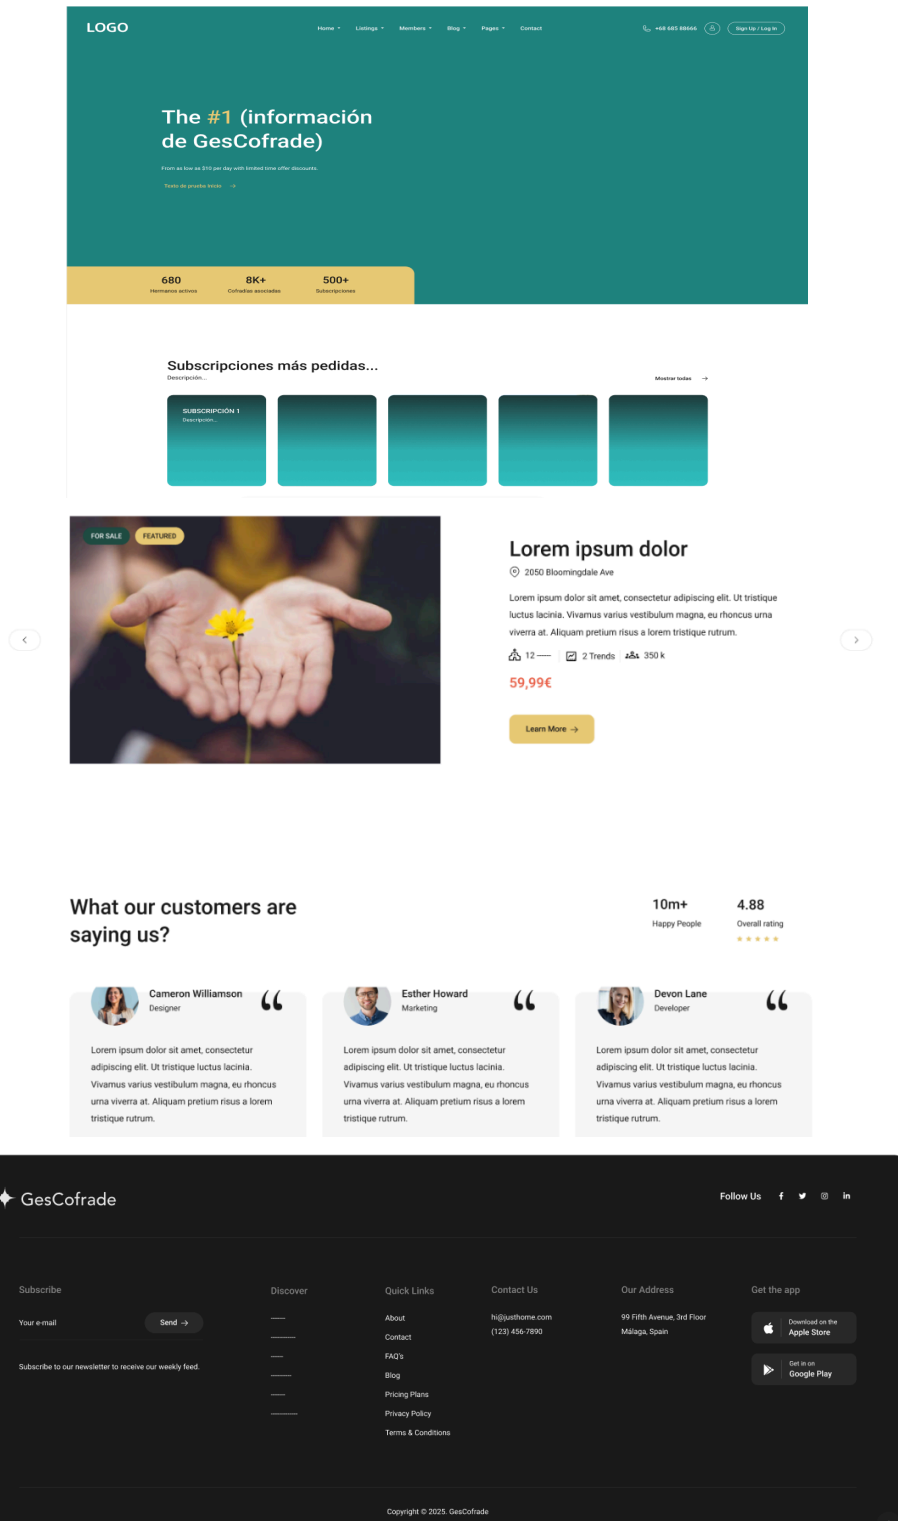 LOGO
Home
Listings
Members
Blog
Pages
Contact
+68 685 88666
Sign Up / Log In
The #1 (información
de GesCofrade)
From as low as $10 per day with limited time offer discounts.
Texto de prueba Inicio →
680
8K+
500+
Hermanos activos
Cofradías asociadas
Subscripciones
Subscripciones más pedidas...
Descripción...
Mostrar todas →
SUBSCRIPCIÓN 1
Descripción...
FOR SALE
FEATURED
Lorem ipsum dolor
2050 Bloomingdale Ave
Lorem ipsum dolor sit amet, consectetur adipiscing elit. Ut tristique
luctus lacinia. Vivamus varius vestibulum magna, eu rhoncus urna
viverra at. Aliquam pretium risus a lorem tristique rutrum.
12 ——
2 Trends
350 k
59,99€
Learn More →
What our customers are
saying us?
10m+
Happy People
4.88
Overall rating
★ ★ ★ ★ ★
Cameron Williamson
Designer
“
Lorem ipsum dolor sit amet, consectetur
adipiscing elit. Ut tristique luctus lacinia.
Vivamus varius vestibulum magna, eu rhoncus
urna viverra at. Aliquam pretium risus a lorem
tristique rutrum.
Esther Howard
Marketing
“
Lorem ipsum dolor sit amet, consectetur
adipiscing elit. Ut tristique luctus lacinia.
Vivamus varius vestibulum magna, eu rhoncus
urna viverra at. Aliquam pretium risus a lorem
tristique rutrum.
Devon Lane
Developer
“
Lorem ipsum dolor sit amet, consectetur
adipiscing elit. Ut tristique luctus lacinia.
Vivamus varius vestibulum magna, eu rhoncus
urna viverra at. Aliquam pretium risus a lorem
tristique rutrum.
GesCofrade
Follow Us
Subscribe
Your e-mail
Send →
Subscribe to our newsletter to receive our weekly feed.
Discover
Quick Links
About
Contact
FAQ's
Blog
Pricing Plans
Privacy Policy
Terms & Conditions
Contact Us
hi@justhome.com
(123) 456-7890
Our Address
99 Fifth Avenue, 3rd Floor
Málaga, Spain
Get the app
Download on the
Apple Store
Get in on
Google Play
Copyright © 2025. GesCofrade